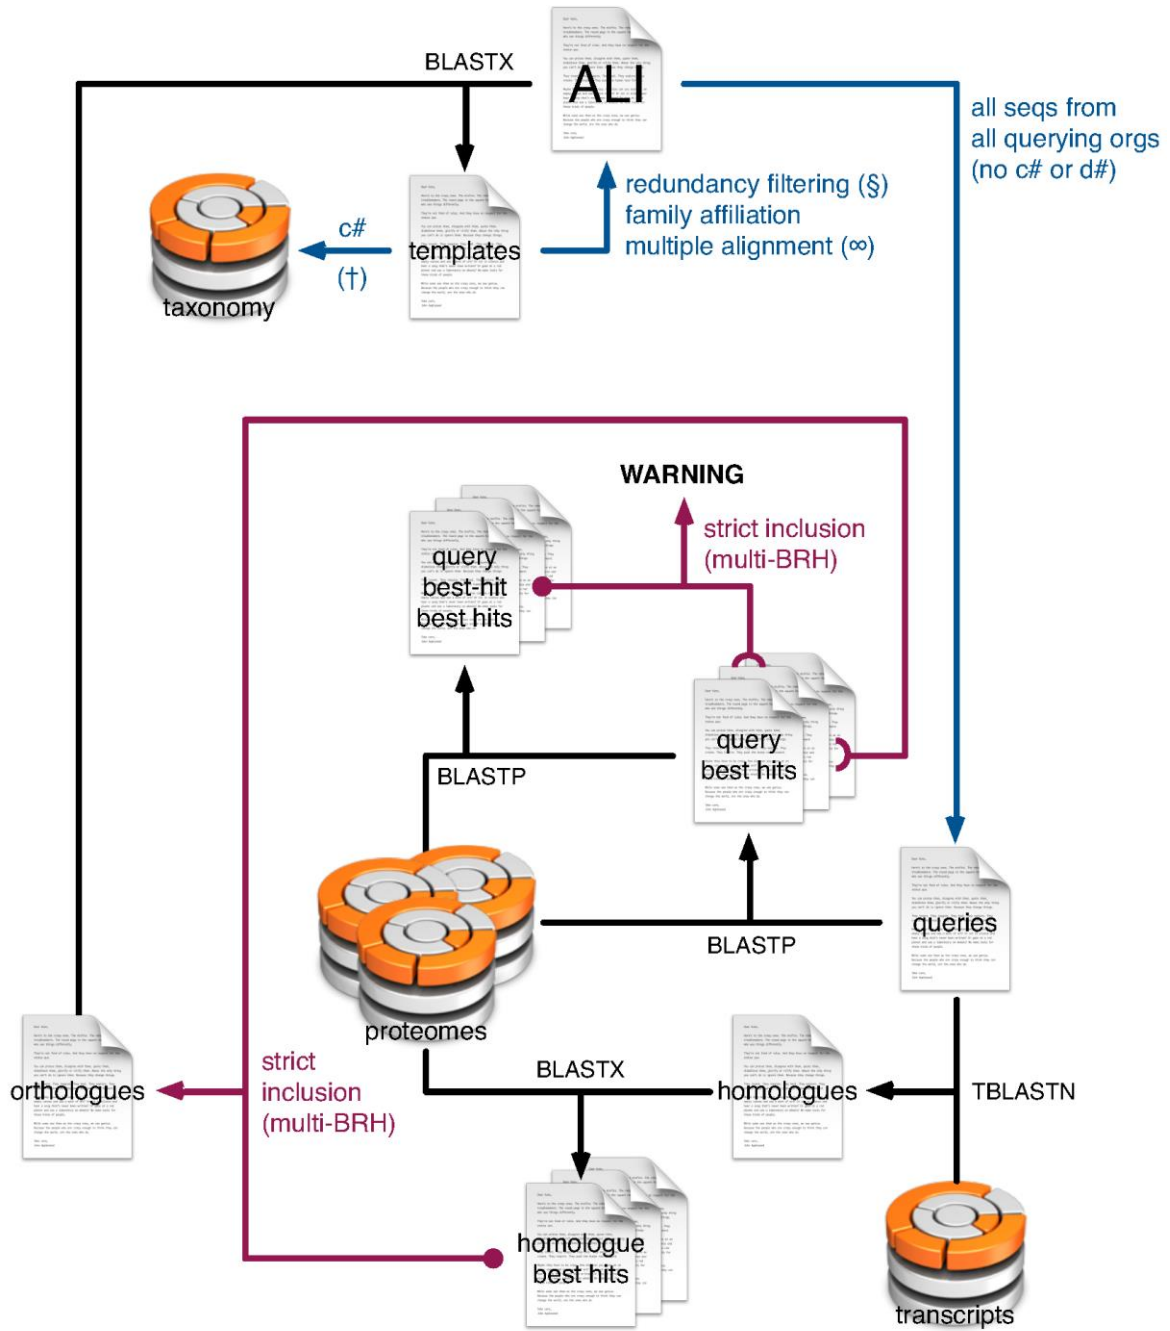 ALI
BLASTX
all seqs from
all querying orgs
(no c# or d#)
redundancy filtering (§)
family affiliation
multiple alignment (∞)
c#
(†)
templates
taxonomy
WARNING
strict inclusion
(multi-BRH)
query
best-hit
best hits
query
best hits
BLASTP
BLASTP
queries
proteomes
BLASTX
homologues
TBLASTN
orthologues
strict
inclusion
(multi-BRH)
homologue
best hits
transcripts